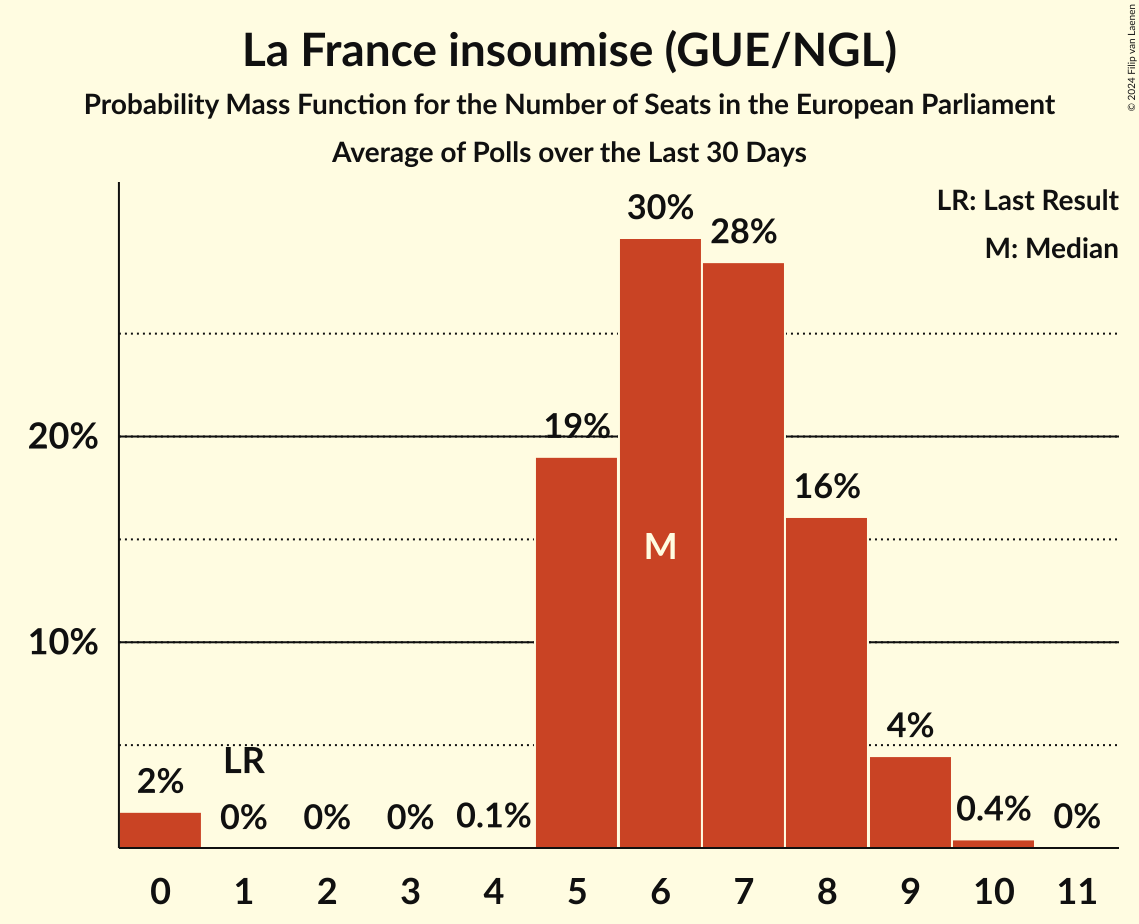 La France insoumise (GUE/NGL)
Probability Mass Function for the Number of Seats in the European Parliament
Average of Polls over the Last 30 Days
© 2024 Filip van Laenen
LR: Last Result
M: Median
30%
28%
20%
19%
16%
M
10%
4%
LR
2%
0%
0%
0%
0.1%
0.4%
0%
0 1 2 3 4 5 6 7 8 9 10 11